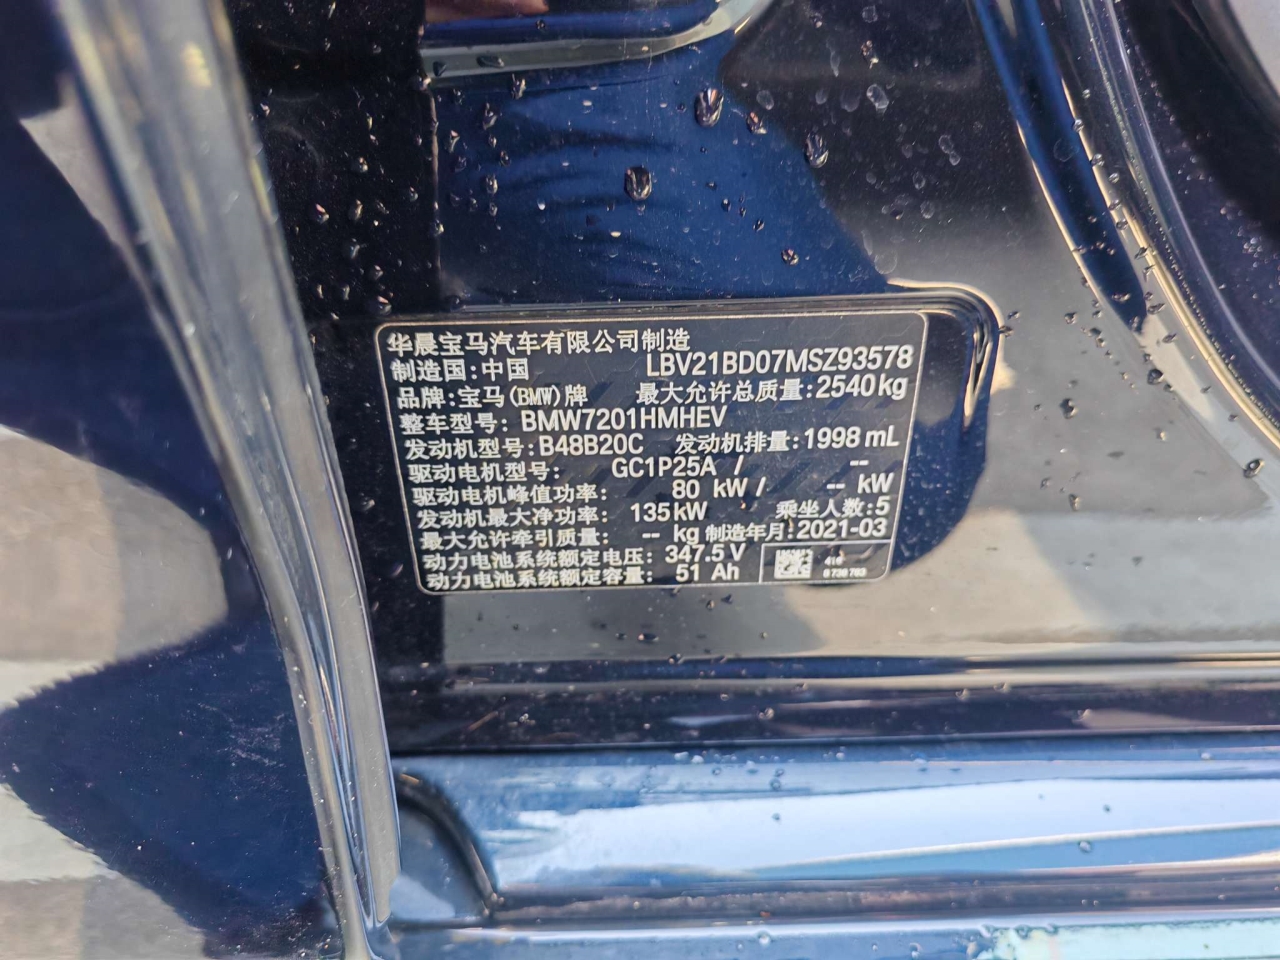 华晨宝马汽车有限公司制造
制造国:中国 LBV21BD07MSZ93578
品牌:宝马(BMW)牌 最大允许总质量:2540kg
整车型号:BMW7201HMHEV
发动机型号:B48B20C 发动机排量:1998 mL
驱动电机型号: GC1P25A / --
驱动电机峰值功率: 80 kW / -- kW
发动机最大净功率: 135kW 乘坐人数:5
最大允许牵引质量: -- kg 制造年月:2021-03
动力电池系统额定电压: 347.5 V
动力电池系统额定容量: 51 Ah